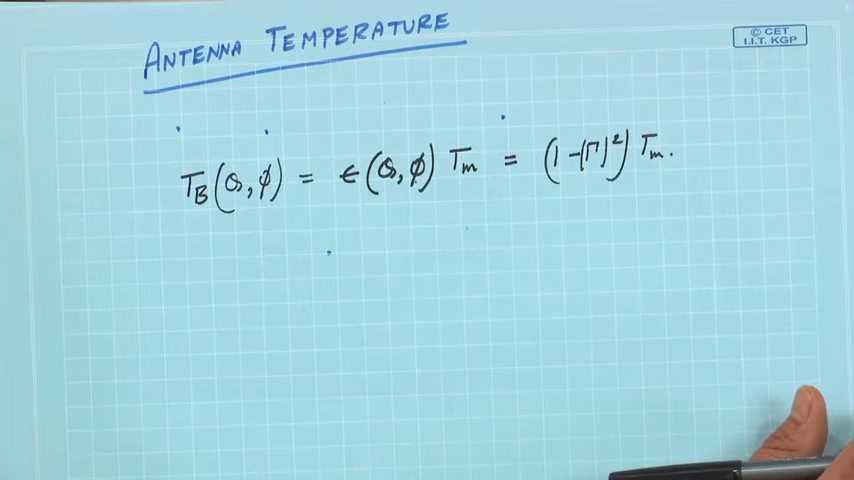 ANTENNA TEMPERATURE
© CET
I.I.T. KGP
T_B(θ, φ) = ϵ(θ, φ) T_m = (1 - |Γ|²) T_m.